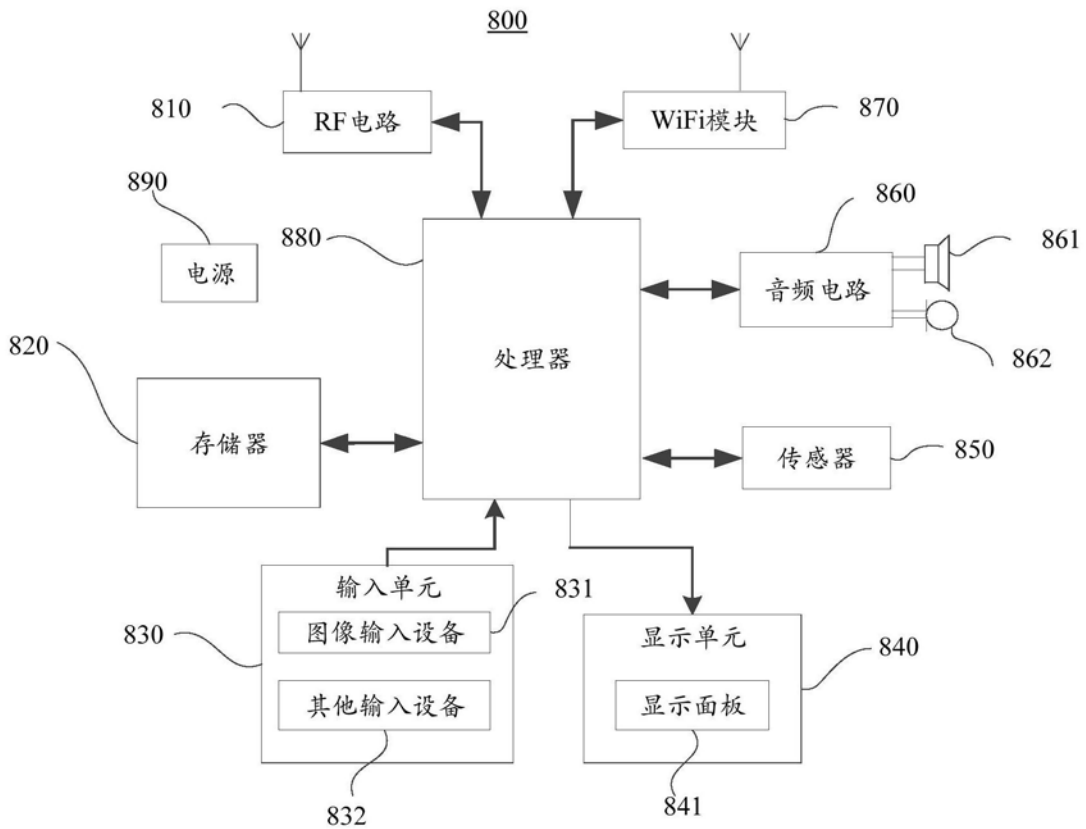 800
810
RF电路
WiFi模块
870
890
电源
880
860
音频电路
861
862
处理器
820
存储器
传感器
850
输入单元
831
图像输入设备
830
其他输入设备
832
显示单元
840
显示面板
841